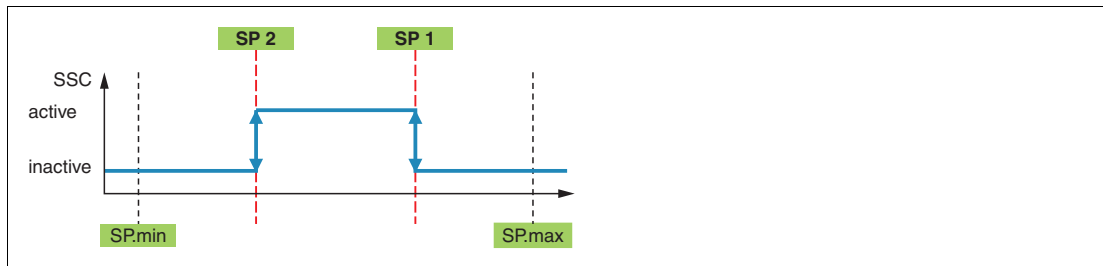 SP 2 SP 1
SSC
active
inactive
SP.min SP.max